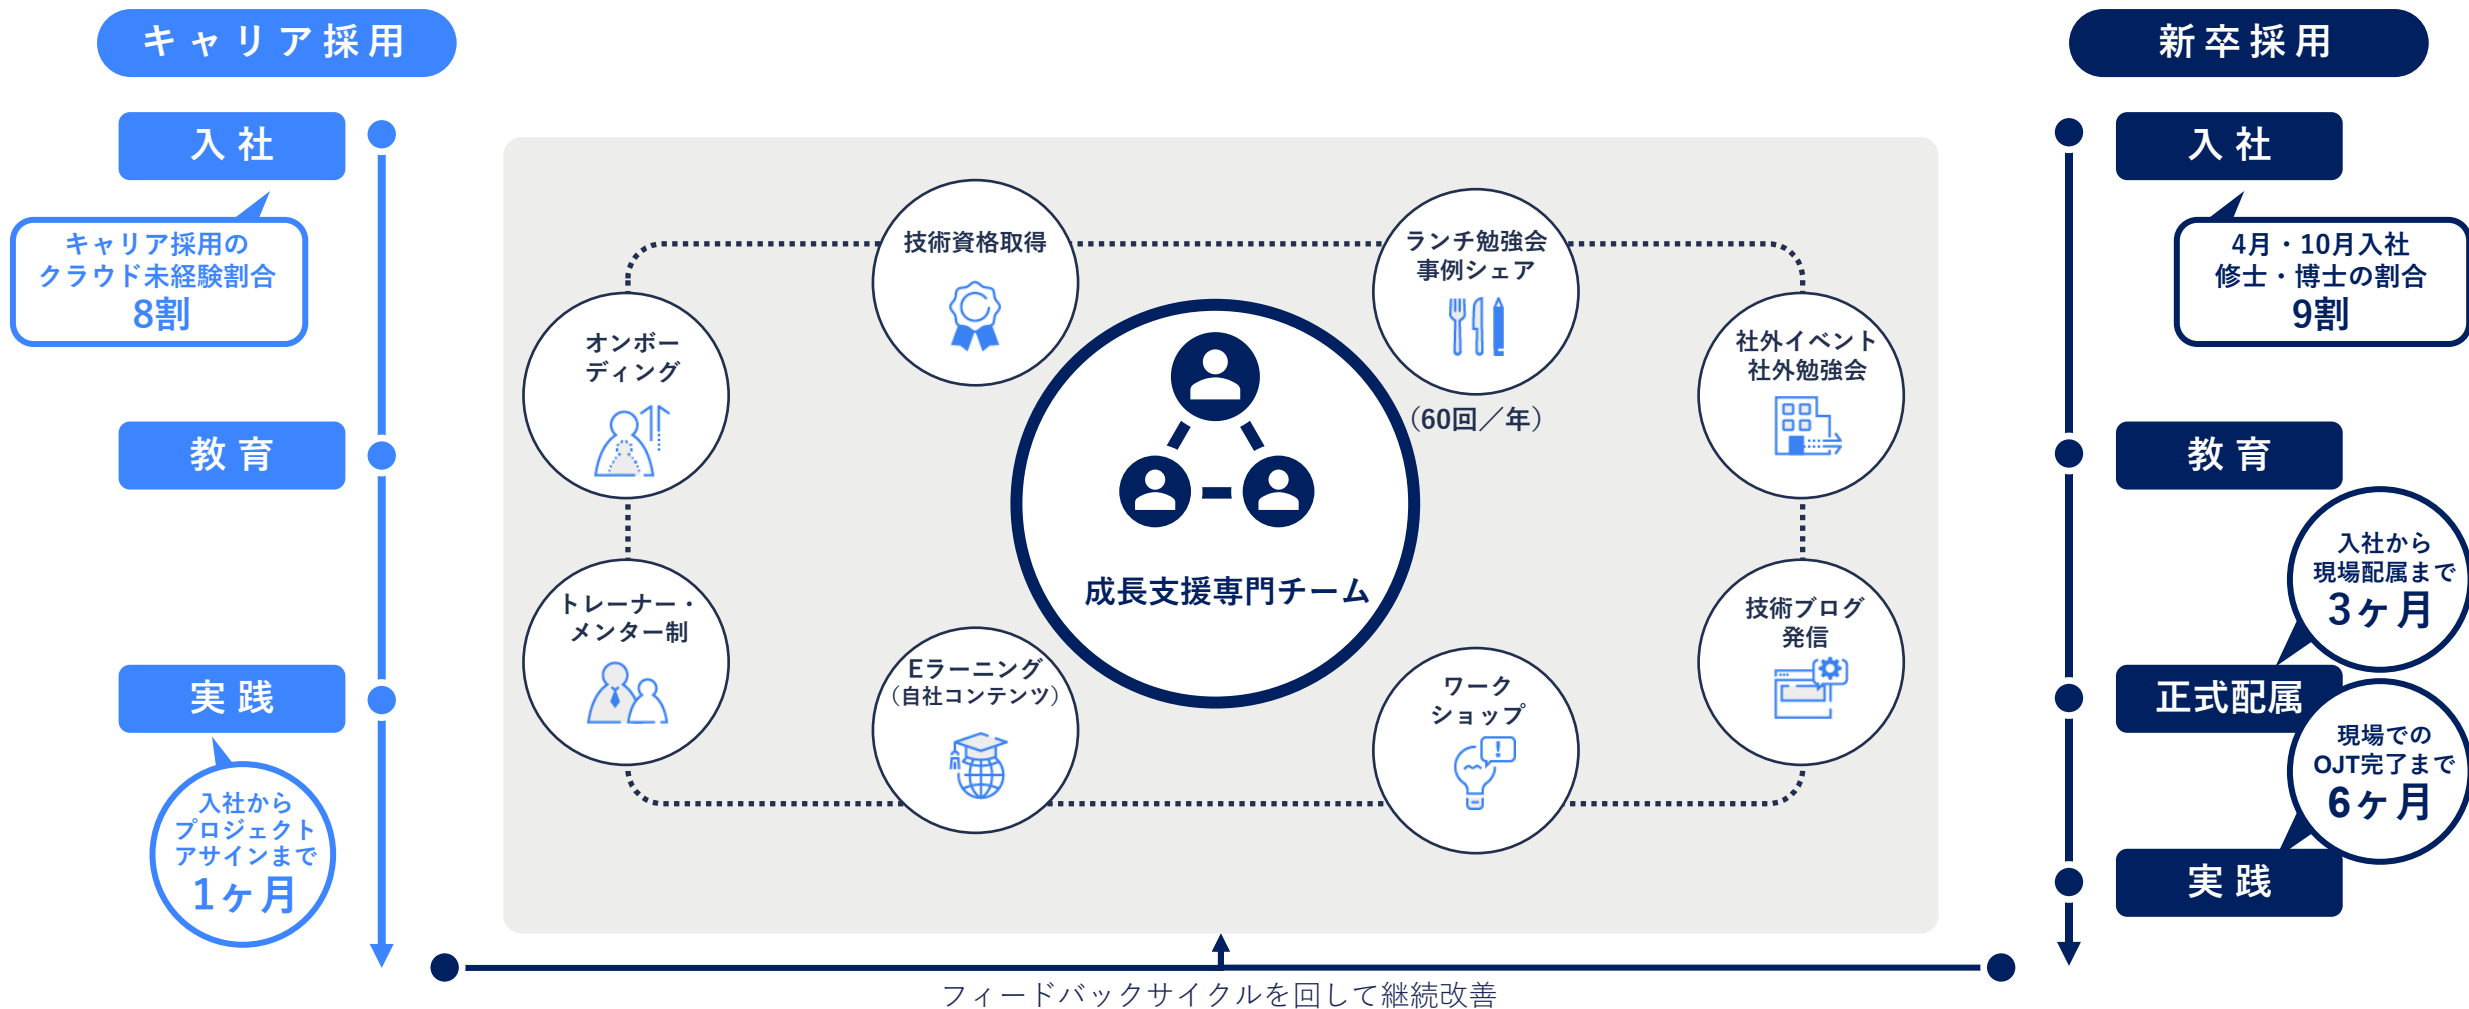 キャリア採用
入社
キャリア採用の
クラウド未経験割合
8割
教育
実践
入社から
プロジェクト
アサインまで
1ヶ月
技術資格取得
ランチ勉強会
事例シェア
（60回／年）
オンボー
ディング
社外イベント
社外勉強会
成長支援専門チーム
トレーナー・
メンター制
Eラーニング
（自社コンテンツ）
ワーク
ショップ
技術ブログ
発信
フィードバックサイクルを回して継続改善
新卒採用
入社
4月・10月入社
修士・博士の割合
9割
教育
入社から
現場配属まで
3ヶ月
正式配属
現場での
OJT完了まで
6ヶ月
実践